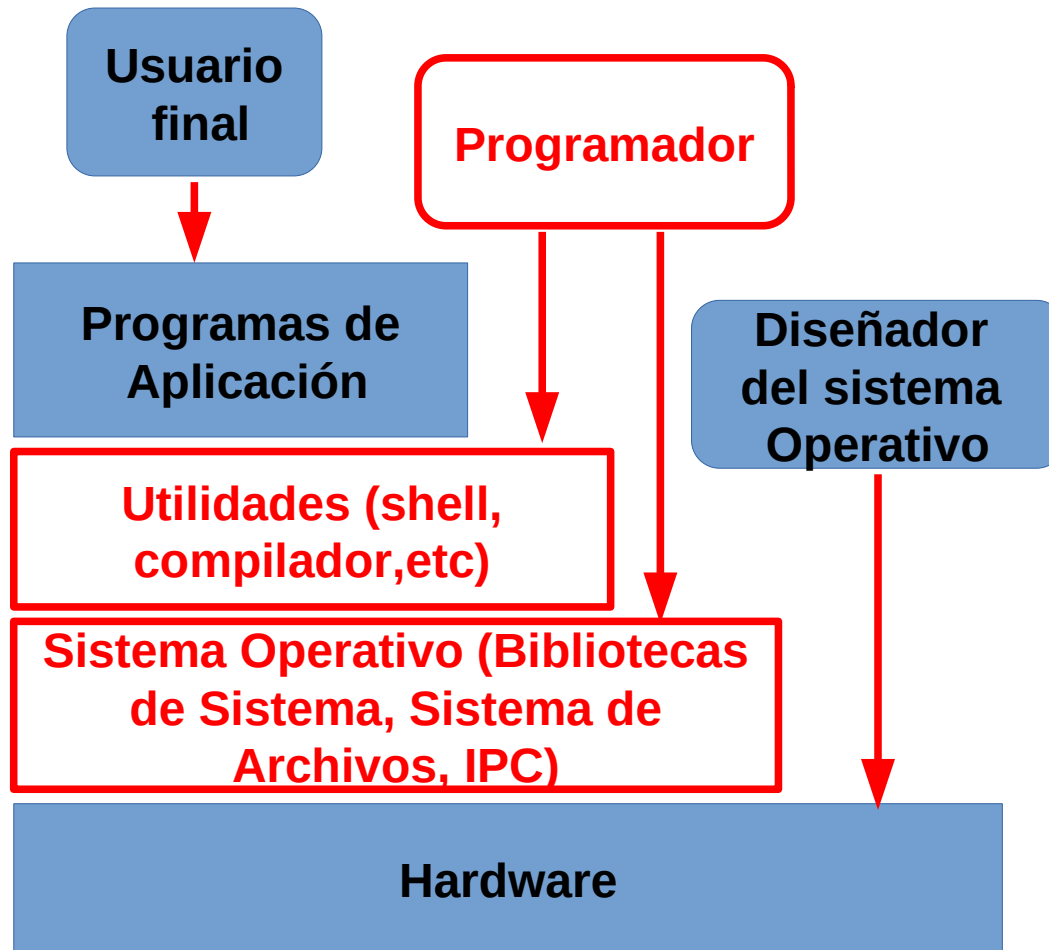 Usuario
final
Programador
Programas de
Aplicación
Diseñador
del sistema
Operativo
Utilidades (shell,
compilador,etc)
Sistema Operativo (Bibliotecas
de Sistema, Sistema de
Archivos, IPC)
Hardware